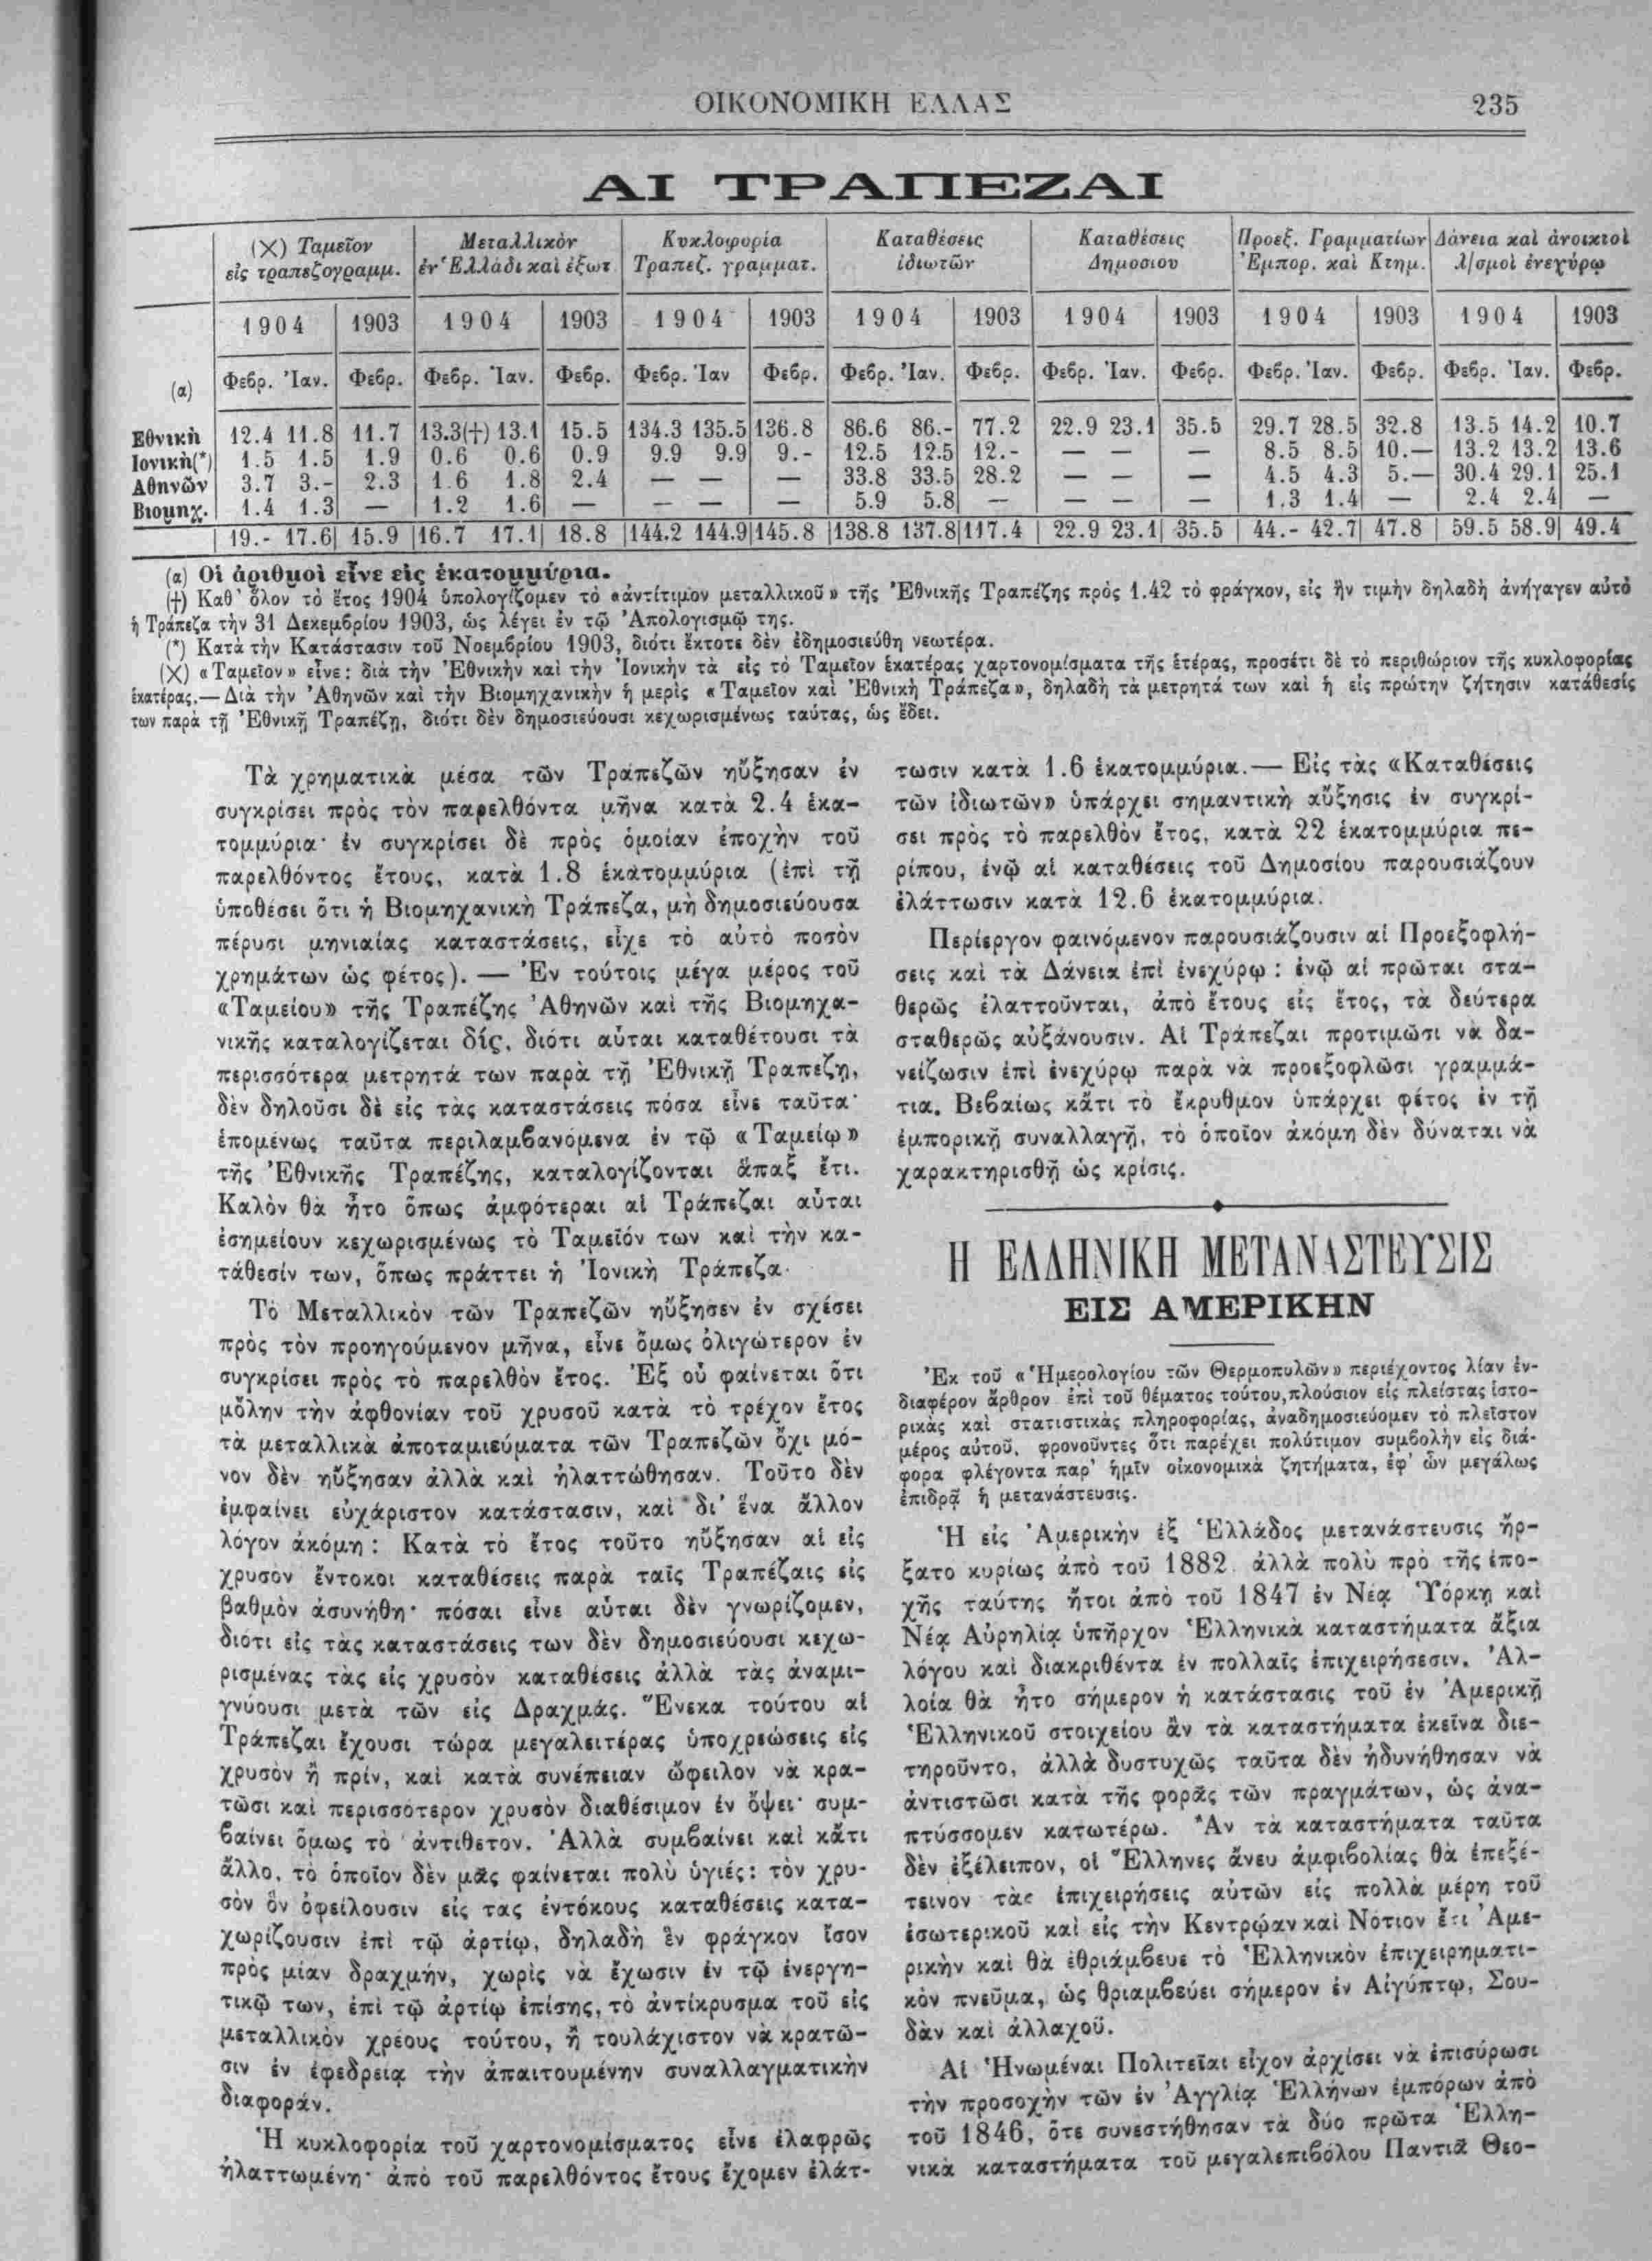 ΟΙΚΟΝΟΜΙΚΗ ΕΛΛΑΣ 235
ΑΙ ΤΡΑΠΕΖΑΙ
(Χ) Ταμεῖον εἰς τραπεζογραμμ. | Μεταλλικὸν ἐν Ἑλλάδι καὶ ἐξωτ | Κυκλοφορία Τραπεζ. γραμματ. | Καταθέσεις ἰδιωτῶν | Καταθέσεις Δημοσιου | Προεξ. Γραμματίων Ἐμπορ. καὶ Κτημ. | Δάνεια καὶ ἀνοικτοὶ λ/σμοὶ ἐνεχύρῳ
1904 | 1903 | 1904 | 1903 | 1904 | 1903 | 1904 | 1903 | 1904 | 1903 | 1904 | 1903 | 1904 | 1903
(α) Φεβρ. Ἰαν. | Φεβρ. | Φεβρ. Ἰαν. | Φεβρ. | Φεβρ. Ἰαν | Φεβρ. | Φεβρ. Ἰαν. | Φεβρ. | Φεβρ. Ἰαν. | Φεβρ. | Φεβρ. Ἰαν. | Φεβρ. | Φεβρ. Ἰαν. | Φεβρ.
Εθνικὴ | 12.4 11.8 | 11.7 | 13.3(†) 13.1 | 15.5 | 134.3 135.5 | 136.8 | 86.6 86.- | 77.2 | 22.9 23.1 | 35.5 | 29.7 28.5 | 32.8 | 13.5 14.2 | 10.7
Ιονικὴ(*) | 1.5 1.5 | 1.9 | 0.6 0.6 | 0.9 | 9.9 9.9 | 9.- | 12.5 12.5 | 12.- | — — | — | 8.5 8.5 | 10.— | 13.2 13.2 | 13.6
Αθηνῶν | 3.7 3.- | 2.3 | 1.6 1.8 | 2.4 | — — | — | 33.8 33.5 | 28.2 | — — | — | 4.5 4.3 | 5.— | 30.4 29.1 | 25.1
Βιομηχ. | 1.4 1.3 | — | 1.2 1.6 | — | — — | — | 5.9 5.8 | — | — — | — | 1.3 1.4 | — | 2.4 2.4 | —
19.- 17.6 | 15.9 | 16.7 17.1 | 18.8 | 144.2 144.9 | 145.8 | 138.8 137.8 | 117.4 | 22.9 23.1 | 35.5 | 44.- 42.7 | 47.8 | 59.5 58.9 | 49.4
(α) Οἱ ἀριθμοὶ εἶνε εἰς ἑκατομμύρια.
(†) Καθ᾽ ὅλον τὸ ἔτος 1904 ὑπολογίζομεν τὸ «ἀντίτιμον μεταλλικοῦ» τῆς Ἐθνικῆς Τραπέζης πρὸς 1.42 τὸ φράγκον, εἰς ἣν τιμὴν δηλαδὴ ἀνήγαγεν αὐτὸ
ἡ Τράπεζα τὴν 31 Δεκεμβρίου 1903, ὡς λέγει ἐν τῷ Ἀπολογισμῷ της.
(*) Κατὰ τὴν Κατάστασιν τοῦ Νοεμβρίου 1903, διότι ἔκτοτε δὲν ἐδημοσιεύθη νεωτέρα.
(Χ) «Ταμεῖον» εἶνε: διὰ τὴν Ἐθνικὴν καὶ τὴν Ἰονικὴν τὰ εἰς τὸ Ταμεῖον ἑκατέρας χαρτονομίσματα τῆς ἑτέρας, προσέτι δὲ τὸ περιθώριον τῆς κυκλοφορίας
ἑκατέρας.—Διὰ τὴν Ἀθηνῶν καὶ τὴν Βιομηχανικὴν ἡ μερὶς «Ταμεῖον καὶ Ἐθνικὴ Τράπεζα», δηλαδὴ τὰ μετρητά των καὶ ἡ εἰς πρώτην ζήτησιν κατάθεσίς
των παρὰ τῇ Ἐθνικῇ Τραπέζῃ, διότι δὲν δημοσιεύουσι κεχωρισμένως ταύτας, ὡς ἔδει.
Τὰ χρηματικὰ μέσα τῶν Τραπεζῶν ηὔξησαν ἐν
συγκρίσει πρὸς τὸν παρελθόντα μῆνα κατὰ 2.4 ἑκα-
τομμύρια· ἐν συγκρίσει δὲ πρὸς ὁμοίαν ἐποχὴν τοῦ
παρελθόντος ἔτους, κατὰ 1.8 ἑκατομμύρια (ἐπὶ τῇ
ὑποθέσει ὅτι ἡ Βιομηχανικὴ Τράπεζα, μὴ δημοσιεύουσα
πέρυσι μηνιαίας καταστάσεις, εἶχε τὸ αὐτὸ ποσὸν
χρημάτων ὡς φέτος). — Ἐν τούτοις μέγα μέρος τοῦ
«Ταμείου» τῆς Τραπέζης Ἀθηνῶν καὶ τῆς Βιομηχα-
νικῆς καταλογίζεται δίς, διότι αὗται καταθέτουσι τὰ
περισσότερα μετρητά των παρὰ τῇ Ἐθνικῇ Τραπέζῃ,
δὲν δηλοῦσι δὲ εἰς τὰς καταστάσεις πόσα εἶνε ταῦτα·
ἑπομένως ταῦτα περιλαμβανόμενα ἐν τῷ «Ταμείῳ»
τῆς Ἐθνικῆς Τραπέζης, καταλογίζονται ἅπαξ ἔτι.
Καλὸν θὰ ἦτο ὅπως ἀμφότεραι αἱ Τράπεζαι αὗται
ἐσημείουν κεχωρισμένως τὸ Ταμεῖόν των καὶ τὴν κα-
τάθεσίν των, ὅπως πράττει ἡ Ἰονικὴ Τράπεζα.
Τὸ Μεταλλικὸν τῶν Τραπεζῶν ηὔξησεν ἐν σχέσει
πρὸς τὸν προηγούμενον μῆνα, εἶνε ὅμως ὀλιγώτερον ἐν
συγκρίσει πρὸς τὸ παρελθὸν ἔτος. Ἐξ οὗ φαίνεται ὅτι
μὅλην τὴν ἀφθονίαν τοῦ χρυσοῦ κατὰ τὸ τρέχον ἔτος
τὰ μεταλλικὰ ἀποταμιεύματα τῶν Τραπεζῶν ὄχι μό-
νον δὲν ηὔξησαν ἀλλὰ καὶ ἠλαττώθησαν. Τοῦτο δὲν
ἐμφαίνει εὐχάριστον κατάστασιν, καὶ δι᾽ ἕνα ἄλλον
λόγον ἀκόμη: Κατὰ τὸ ἔτος τοῦτο ηὔξησαν αἱ εἰς
χρυσὸν ἔντοκοι καταθέσεις παρὰ ταῖς Τραπέζαις εἰς
βαθμὸν ἀσυνήθη· πόσαι εἶνε αὗται δὲν γνωρίζομεν,
διότι εἰς τὰς καταστάσεις των δὲν δημοσιεύουσι κεχω-
ρισμένας τὰς εἰς χρυσὸν καταθέσεις ἀλλὰ τὰς ἀναμι-
γνύουσι μετὰ τῶν εἰς Δραχμάς. Ἕνεκα τούτου αἱ
Τράπεζαι ἔχουσι τώρα μεγαλειτέρας ὑποχρεώσεις εἰς
χρυσὸν ἢ πρίν, καὶ κατὰ συνέπειαν ὤφειλον νὰ κρα-
τῶσι καὶ περισσότερον χρυσὸν διαθέσιμον ἐν ὄψει· συμ-
βαίνει ὅμως τὸ ἀντίθετον. Ἀλλὰ συμβαίνει καὶ κἄτι
ἄλλο, τὸ ὁποῖον δὲν μᾶς φαίνεται πολὺ ὑγιές: τὸν χρυ-
σὸν ὃν ὀφείλουσιν εἰς τας ἐντόκους καταθέσεις κατα-
χωρίζουσιν ἐπὶ τῷ ἀρτίῳ, δηλαδὴ ἓν φράγκον ἴσον
πρὸς μίαν δραχμήν, χωρὶς νὰ ἔχωσιν ἐν τῷ ἐνεργη-
τικῷ των, ἐπὶ τῷ ἀρτίῳ ἐπίσης, τὸ ἀντίκρυσμα τοῦ εἰς
μεταλλικὸν χρέους τούτου, ἢ τουλάχιστον νὰ κρατῶ-
σιν ἐν ἐφεδρείᾳ τὴν ἀπαιτουμένην συναλλαγματικὴν
διαφοράν.
Ἡ κυκλοφορία τοῦ χαρτονομίσματος εἶνε ἐλαφρῶς
ἠλαττωμένη· ἀπὸ τοῦ παρελθόντος ἔτους ἔχομεν ἐλάτ-
τωσιν κατὰ 1.6 ἑκατομμύρια.— Εἰς τὰς «Καταθέσεις
τῶν ἰδιωτῶν» ὑπάρχει σημαντικὴ αὔξησις ἐν συγκρί-
σει πρὸς τὸ παρελθὸν ἔτος, κατὰ 22 ἑκατομμύρια πε-
ρίπου, ἐνῷ αἱ καταθέσεις τοῦ Δημοσίου παρουσιάζουν
ἐλάττωσιν κατὰ 12.6 ἑκατομμύρια.
Περίεργον φαινόμενον παρουσιάζουσιν αἱ Προεξοφλή-
σεις καὶ τὰ Δάνεια ἐπὶ ἐνεχύρῳ : ἐνῷ αἱ πρῶται στα-
θερῶς ἐλαττοῦνται, ἀπὸ ἔτους εἰς ἔτος, τὰ δεύτερα
σταθερῶς αὐξάνουσιν. Αἱ Τράπεζαι προτιμῶσι νὰ δα-
νείζωσιν ἐπὶ ἐνεχύρῳ παρὰ νὰ προεξοφλῶσι γραμμά-
τια. Βεβαίως κἄτι τὸ ἔκρυθμον ὑπάρχει φέτος ἐν τῇ
ἐμπορικῇ συναλλαγῇ, τὸ ὁποῖον ἀκόμη δὲν δύναται νὰ
χαρακτηρισθῇ ὡς κρίσις.
Η ΕΛΛΗΝΙΚΗ ΜΕΤΑΝΑΣΤΕΥΣΙΣ
ΕΙΣ ΑΜΕΡΙΚΗΝ
Ἐκ τοῦ «Ἡμερολογίου τῶν Θερμοπυλῶν» περιέχοντος λίαν ἐν-
διαφέρον ἄρθρον ἐπὶ τοῦ θέματος τούτου, πλούσιον εἰς πλείστας ἱστο-
ρικὰς καὶ στατιστικὰς πληροφορίας, ἀναδημοσιεύομεν τὸ πλεῖστον
μέρος αὐτοῦ, φρονοῦντες ὅτι παρέχει πολύτιμον συμβολὴν εἰς διά-
φορα φλέγοντα παρ᾽ ἡμῖν οἰκονομικὰ ζητήματα, ἐφ᾽ ὧν μεγάλως
ἐπιδρᾷ ἡ μετανάστευσις.
Ἡ εἰς Ἀμερικὴν ἐξ Ἑλλάδος μετανάστευσις ἤρ-
ξατο κυρίως ἀπὸ τοῦ 1882 ἀλλὰ πολὺ πρὸ τῆς ἐπο-
χῆς ταύτης ἤτοι ἀπὸ τοῦ 1847 ἐν Νέᾳ Ὑόρκῃ καὶ
Νέᾳ Αὐρηλίᾳ ὑπῆρχον Ἑλληνικὰ καταστήματα ἄξια
λόγου καὶ διακριθέντα ἐν πολλαῖς ἐπιχειρήσεσιν. Ἀλ-
λοία θὰ ἦτο σήμερον ἡ κατάστασις τοῦ ἐν Ἀμερικῇ
Ἑλληνικοῦ στοιχείου ἂν τὰ καταστήματα ἐκεῖνα διε-
τηροῦντο, ἀλλὰ δυστυχῶς ταῦτα δὲν ἠδυνήθησαν νὰ
ἀντιστῶσι κατὰ τῆς φορᾶς τῶν πραγμάτων, ὡς ἀνα-
πτύσσομεν κατωτέρω. Ἂν τὰ καταστήματα ταῦτα
δὲν ἐξέλειπον, οἱ Ἕλληνες ἄνευ ἀμφιβολίας θὰ ἐπεξέ-
τεινον τὰς ἐπιχειρήσεις αὐτῶν εἰς πολλὰ μέρη τοῦ
ἐσωτερικοῦ καὶ εἰς τὴν Κεντρῴαν καὶ Νότιον ἔτι Ἀμε-
ρικὴν καὶ θὰ ἐθριάμβευε τὸ Ἑλληνικὸν ἐπιχειρηματι-
κὸν πνεῦμα, ὡς θριαμβεύει σήμερον ἐν Αἰγύπτῳ, Σου-
δὰν καὶ ἀλλαχοῦ.
Αἱ Ἡνωμέναι Πολιτεῖαι εἶχον ἀρχίσει νὰ ἐπισύρωσι
τὴν προσοχὴν τῶν ἐν Ἀγγλίᾳ Ἑλλήνων ἐμπόρων ἀπὸ
τοῦ 1846, ὅτε συνεστήθησαν τὰ δύο πρῶτα Ἑλλη-
νικὰ καταστήματα τοῦ μεγαλεπιβόλου Παντιᾶ Θεο-